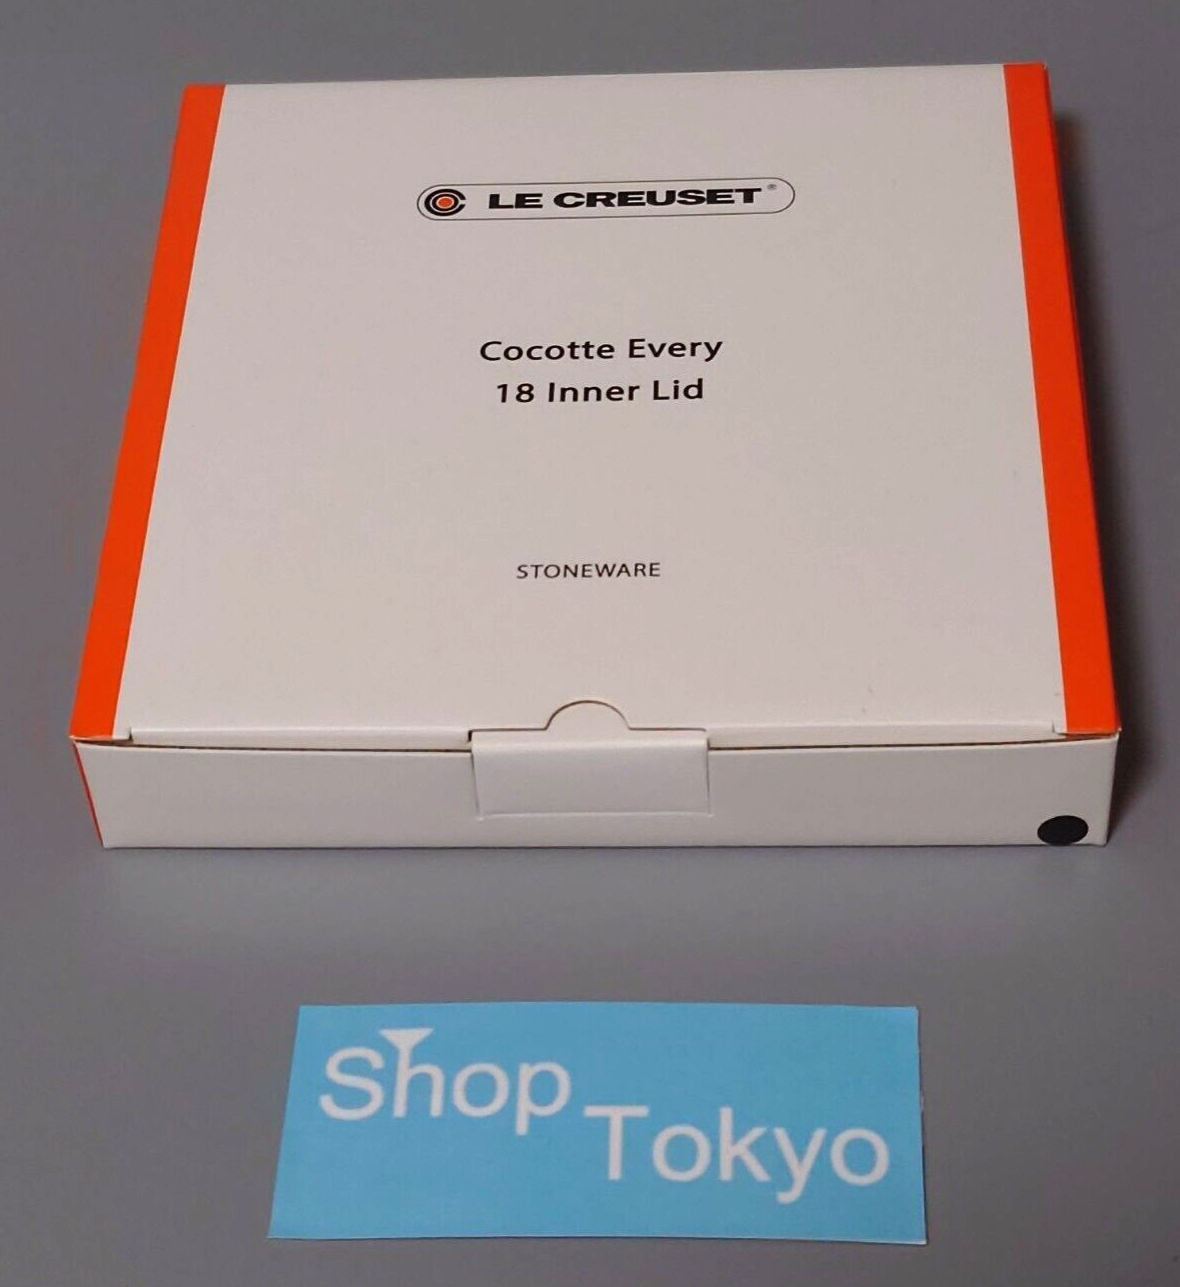 LE CREUSET®
Cocotte Every
18 Inner Lid
STONEWARE
Shop
Tokyo